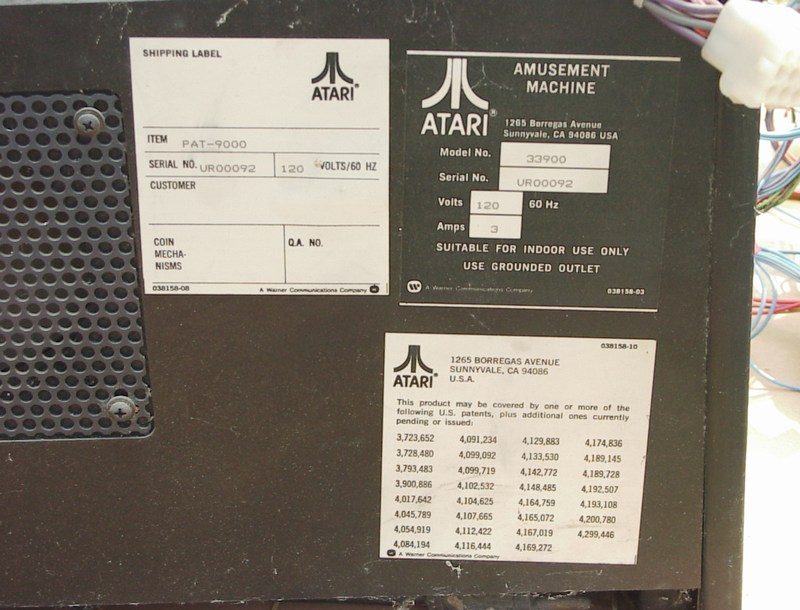 SHIPPING LABEL
ATARI®
ITEM PAT-9000
SERIAL NO. UR00092 120 VOLTS/60 HZ
CUSTOMER
COIN
MECHA-
NISMS
Q.A. NO.
038158-08 A Warner Communications Company
ATARI®
AMUSEMENT
MACHINE
1265 Borregas Avenue
Sunnyvale, CA 94086 USA
Model No. 33900
Serial No. UR00092
Volts 120 60 Hz
Amps 3
SUITABLE FOR INDOOR USE ONLY
USE GROUNDED OUTLET
A Warner Communications Company 038158-03
038158-10
ATARI®
1265 BORREGAS AVENUE
SUNNYVALE, CA 94086
U.S.A.
This product may be covered by one or more of the
following U.S. patents, plus additional ones currently
pending or issued:
3,723,652 4,091,234 4,129,883 4,174,836
3,728,480 4,099,092 4,133,530 4,189,145
3,793,483 4,099,719 4,142,772 4,189,728
3,900,886 4,102,532 4,148,485 4,192,507
4,017,642 4,104,625 4,164,759 4,193,108
4,045,789 4,107,665 4,165,072 4,200,780
4,054,919 4,112,422 4,167,019 4,299,446
4,084,194 4,116,444 4,169,272
A Warner Communications Company